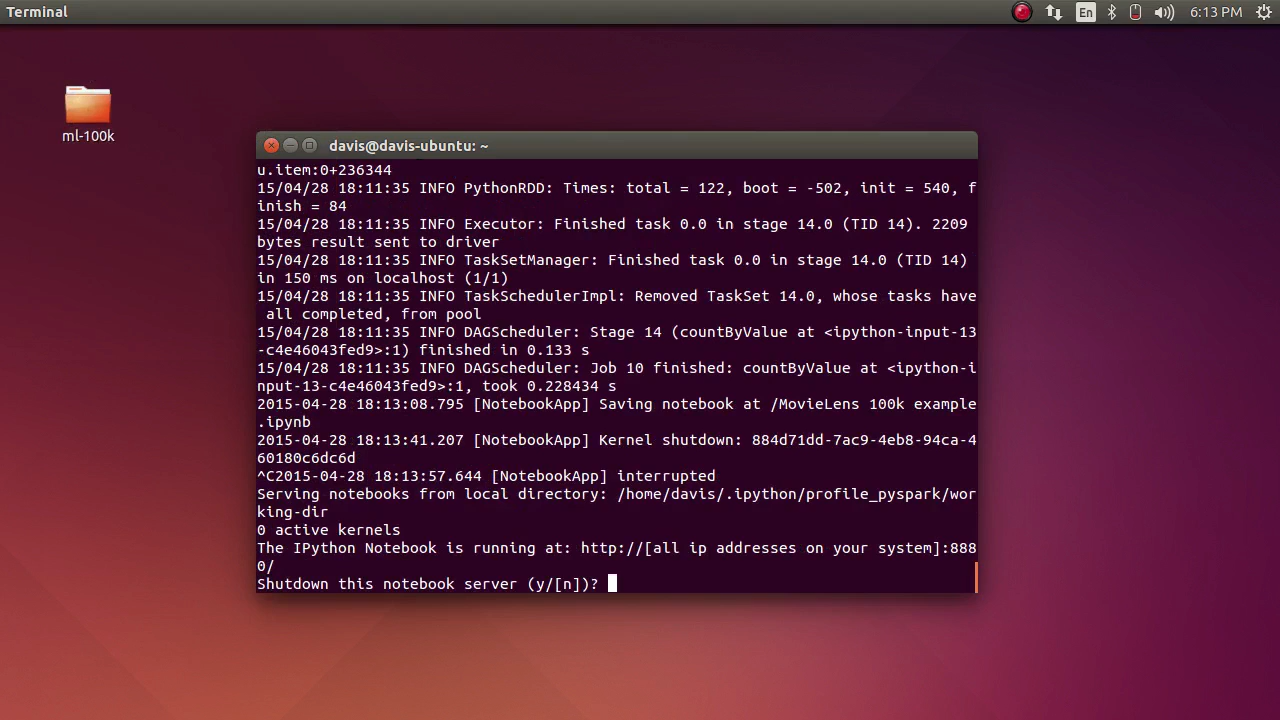 Terminal
En
6:13 PM
ml-100k
davis@davis-ubuntu: ~
u.item:0+236344
15/04/28 18:11:35 INFO PythonRDD: Times: total = 122, boot = -502, init = 540, f
inish = 84
15/04/28 18:11:35 INFO Executor: Finished task 0.0 in stage 14.0 (TID 14). 2209
bytes result sent to driver
15/04/28 18:11:35 INFO TaskSetManager: Finished task 0.0 in stage 14.0 (TID 14)
in 150 ms on localhost (1/1)
15/04/28 18:11:35 INFO TaskSchedulerImpl: Removed TaskSet 14.0, whose tasks have
all completed, from pool
15/04/28 18:11:35 INFO DAGScheduler: Stage 14 (countByValue at <ipython-input-13
-c4e46043fed9>:1) finished in 0.133 s
15/04/28 18:11:35 INFO DAGScheduler: Job 10 finished: countByValue at <ipython-i
nput-13-c4e46043fed9>:1, took 0.228434 s
2015-04-28 18:13:08.795 [NotebookApp] Saving notebook at /MovieLens 100k example
.ipynb
2015-04-28 18:13:41.207 [NotebookApp] Kernel shutdown: 884d71dd-7ac9-4eb8-94ca-4
60180c6dc6d
^C2015-04-28 18:13:57.644 [NotebookApp] interrupted
Serving notebooks from local directory: /home/davis/.ipython/profile_pyspark/wor
king-dir
0 active kernels
The IPython Notebook is running at: http://[all ip addresses on your system]:888
0/
Shutdown this notebook server (y/[n])?